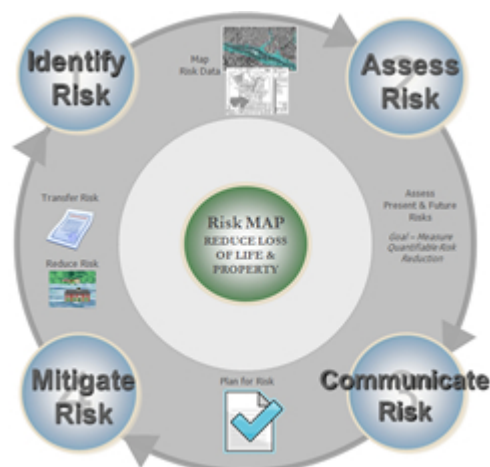 Identify
Risk
Map
Risk Data
Assess
Risk
Assess
Present & Future
Risks
Goal – Measure
Quantifiable Risk
Reduction
Communicate
Risk
Plan for Risk
Mitigate
Risk
Transfer Risk
Reduce Risk
Risk MAP
REDUCE LOSS
OF LIFE &
PROPERTY